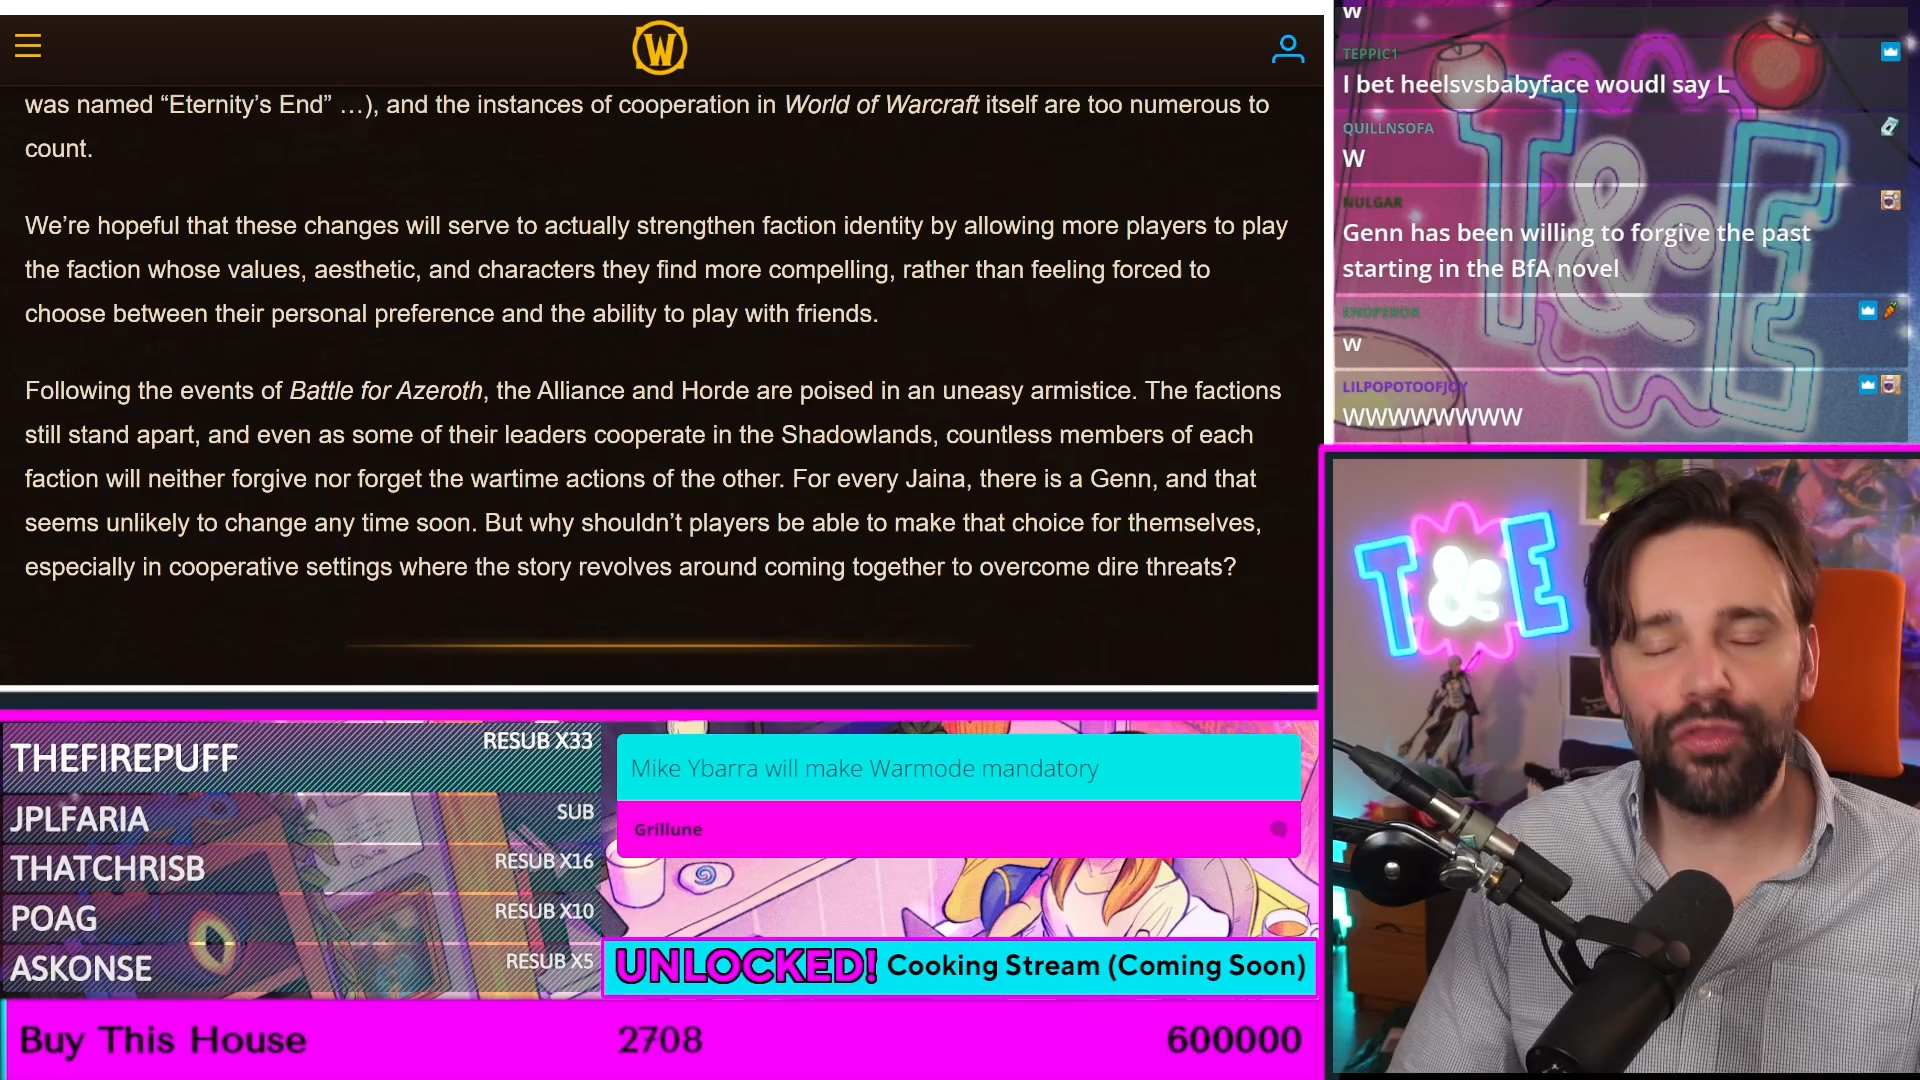 W
was named “Eternity’s End” …), and the instances of cooperation in World of Warcraft itself are too numerous to
count.
We’re hopeful that these changes will serve to actually strengthen faction identity by allowing more players to play
the faction whose values, aesthetic, and characters they find more compelling, rather than feeling forced to
choose between their personal preference and the ability to play with friends.
Following the events of Battle for Azeroth, the Alliance and Horde are poised in an uneasy armistice. The factions
still stand apart, and even as some of their leaders cooperate in the Shadowlands, countless members of each
faction will neither forgive nor forget the wartime actions of the other. For every Jaina, there is a Genn, and that
seems unlikely to change any time soon. But why shouldn’t players be able to make that choice for themselves,
especially in cooperative settings where the story revolves around coming together to overcome dire threats?
W
TEPPIC1
I bet heelsvsbabyface woudl say L
QUILLNSOFA
W
NULGAR
Genn has been willing to forgive the past
starting in the BfA novel
ENDPEROR
w
LILPOPOTOOFJOY
WWWWWWWW
T&E
T&E
THEFIREPUFF RESUB X33
JPLFARIA SUB
THATCHRISB RESUB X16
POAG RESUB X10
ASKONSE RESUB X5
Mike Ybarra will make Warmode mandatory
Grillune
UNLOCKED! Cooking Stream (Coming Soon)
Buy This House 2708 600000